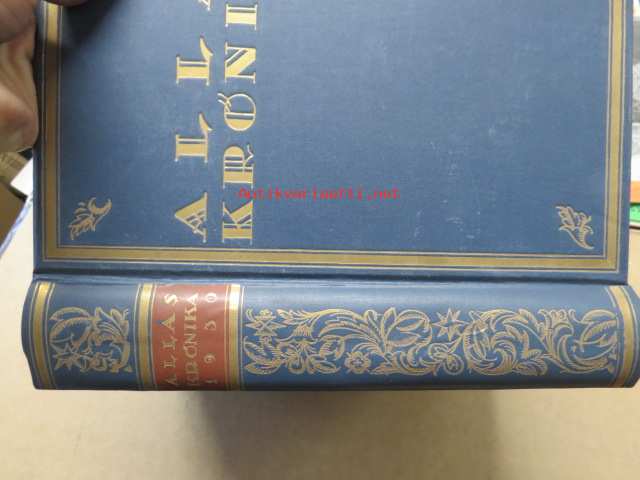 ALLA
KRÖNI
Antikvariaatti.net
ALLAS
KRÖNIKA
1930